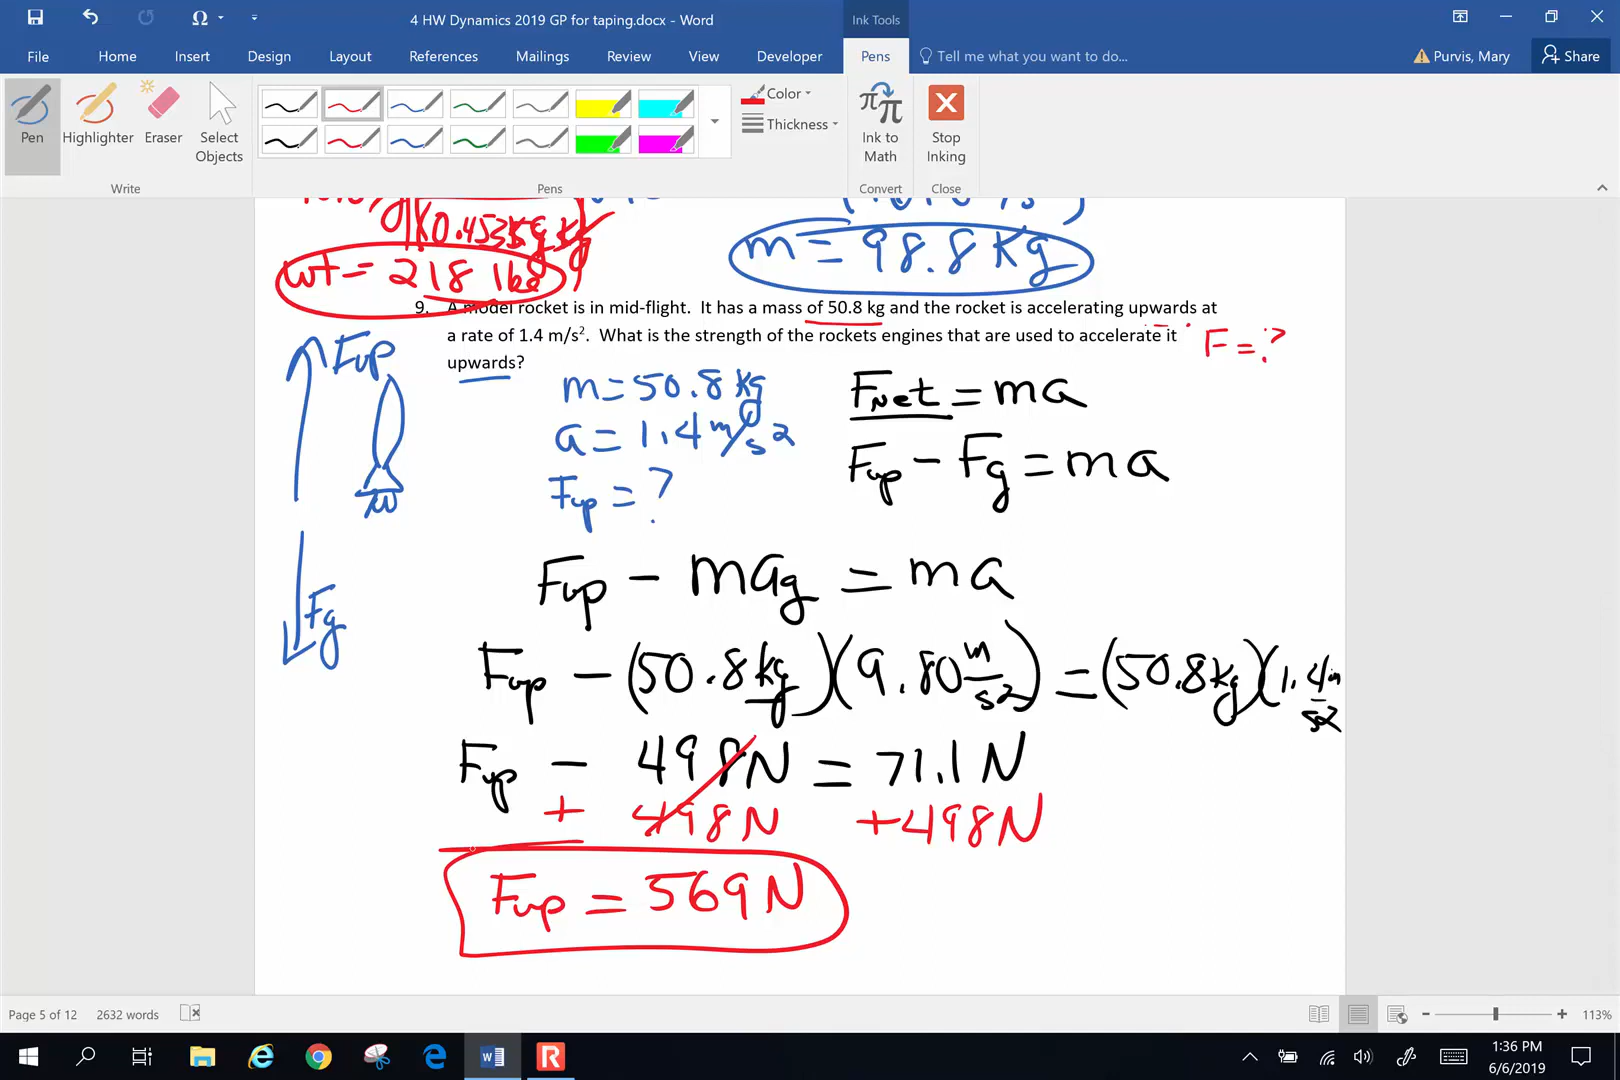 4 HW Dynamics 2019 GP for taping.docx - Word
Ink Tools
File Home Insert Design Layout References Mailings Review View Developer Pens Tell me what you want to do... Purvis, Mary Share
Pen Highlighter Eraser Select Objects
Color
Thickness
Ink to Math
Stop Inking
Write Pens Convert Close
(0.453kg
wt = 218 lbs
m = 98.8 Kg
9. A model rocket is in mid-flight. It has a mass of 50.8 kg and the rocket is accelerating upwards at
a rate of 1.4 m/s². What is the strength of the rockets engines that are used to accelerate it
upwards?
F = ?
Fup
m = 50.8 kg
a = 1.4 m/s²
Fup = ?
FNet = ma
Fup - Fg = ma
Fg
Fup - mag = ma
Fup - (50.8 kg)(9.80 m/s²) = (50.8 kg)(1.4 m/s²
Fup - 498N = 71.1 N
+ 498N +498N
Fup = 569 N
Page 5 of 12 2632 words 113%
1:36 PM
6/6/2019